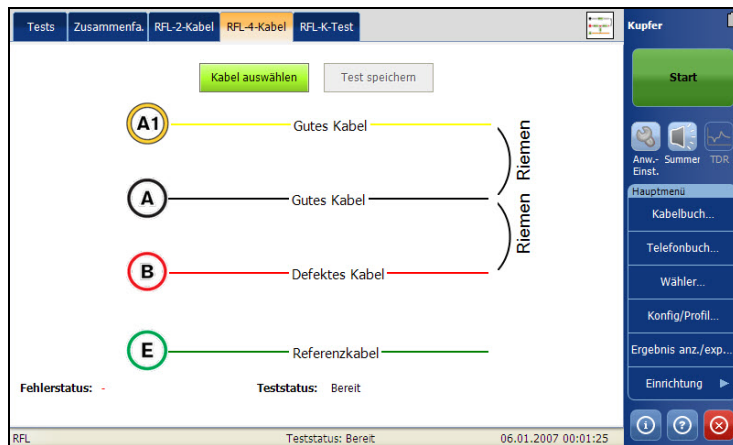 Tests Zusammenfa. RFL-2-Kabel RFL-4-Kabel RFL-K-Test
Kabel auswählen Test speichern
A1 Gutes Kabel
Riemen
A Gutes Kabel
Riemen
B Defektes Kabel
E Referenzkabel
Fehlerstatus: - Teststatus: Bereit
RFL Teststatus: Bereit 06.01.2007 00:01:25
Kupfer
Start
Anw.- Summer TDR
Einst.
Hauptmenü
Kabelbuch...
Telefonbuch...
Wähler...
Konfig/Profil...
Ergebnis anz./exp...
Einrichtung